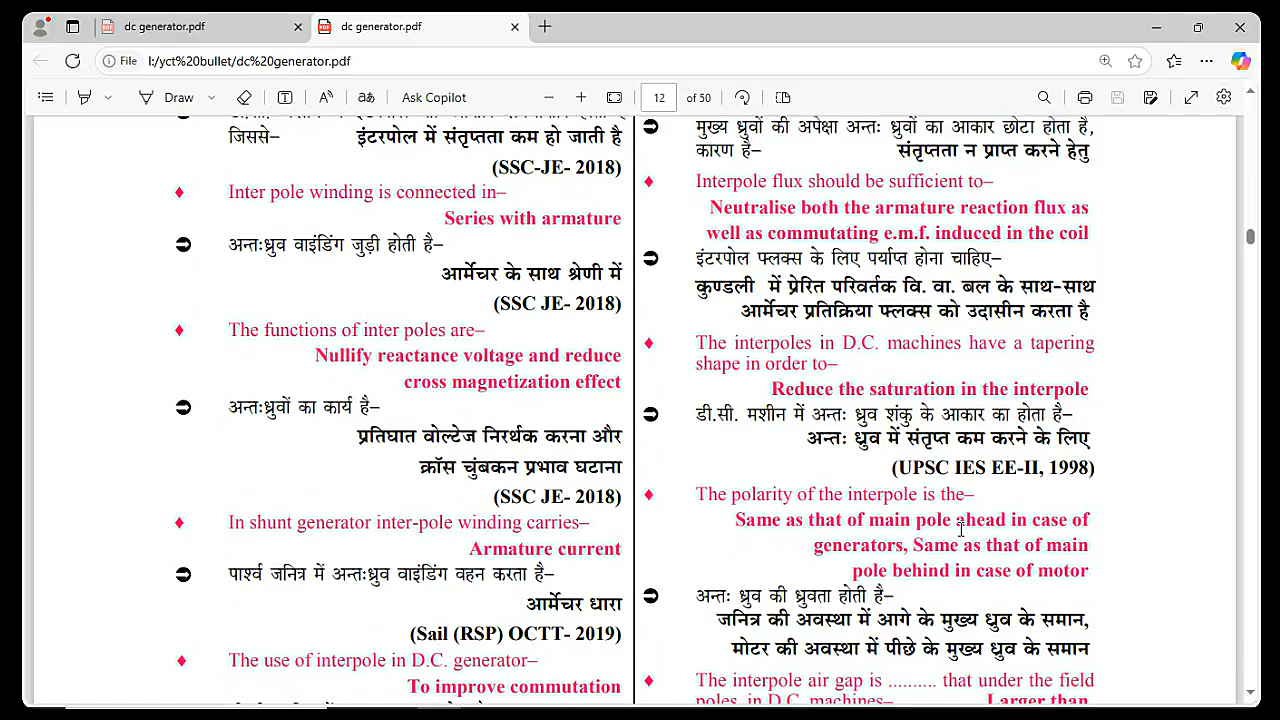 dc generator.pdf
dc generator.pdf
File
I:/yct%20bullet/dc%20generator.pdf
Draw
Ask Copilot
12
of 50
जिससे– इंटरपोल में संतृप्तता कम हो जाती है
(SSC-JE- 2018)
Inter pole winding is connected in–
Series with armature
अन्तःध्रुव वाइंडिंग जुड़ी होती है–
आर्मेचर के साथ श्रेणी में
(SSC JE- 2018)
The functions of inter poles are–
Nullify reactance voltage and reduce
cross magnetization effect
अन्तःध्रुवों का कार्य है–
प्रतिघात वोल्टेज निरर्थक करना और
क्रॉस चुंबकन प्रभाव घटाना
(SSC JE- 2018)
In shunt generator inter-pole winding carries–
Armature current
पार्श्व जनित्र में अन्तःध्रुव वाइंडिंग वहन करता है–
आर्मेचर धारा
(Sail (RSP) OCTT- 2019)
The use of interpole in D.C. generator–
To improve commutation
मुख्य ध्रुवों की अपेक्षा अन्तः ध्रुवों का आकार छोटा होता है,
कारण है– संतृप्तता न प्राप्त करने हेतु
Interpole flux should be sufficient to–
Neutralise both the armature reaction flux as
well as commutating e.m.f. induced in the coil
इंटरपोल फ्लक्स के लिए पर्याप्त होना चाहिए–
कुण्डली में प्रेरित परिवर्तक वि. वा. बल के साथ-साथ
आर्मेचर प्रतिक्रिया फ्लक्स को उदासीन करता है
The interpoles in D.C. machines have a tapering
shape in order to–
Reduce the saturation in the interpole
डी.सी. मशीन में अन्तः ध्रुव शंकु के आकार का होता है–
अन्तः ध्रुव में संतृप्त कम करने के लिए
(UPSC IES EE-II, 1998)
The polarity of the interpole is the–
Same as that of main pole ahead in case of
generators, Same as that of main
pole behind in case of motor
अन्तः ध्रुव की ध्रुवता होती है–
जनित्र की अवस्था में आगे के मुख्य ध्रुव के समान,
मोटर की अवस्था में पीछे के मुख्य ध्रुव के समान
The interpole air gap is .......... that under the field
poles, in D.C. machines– Larger than